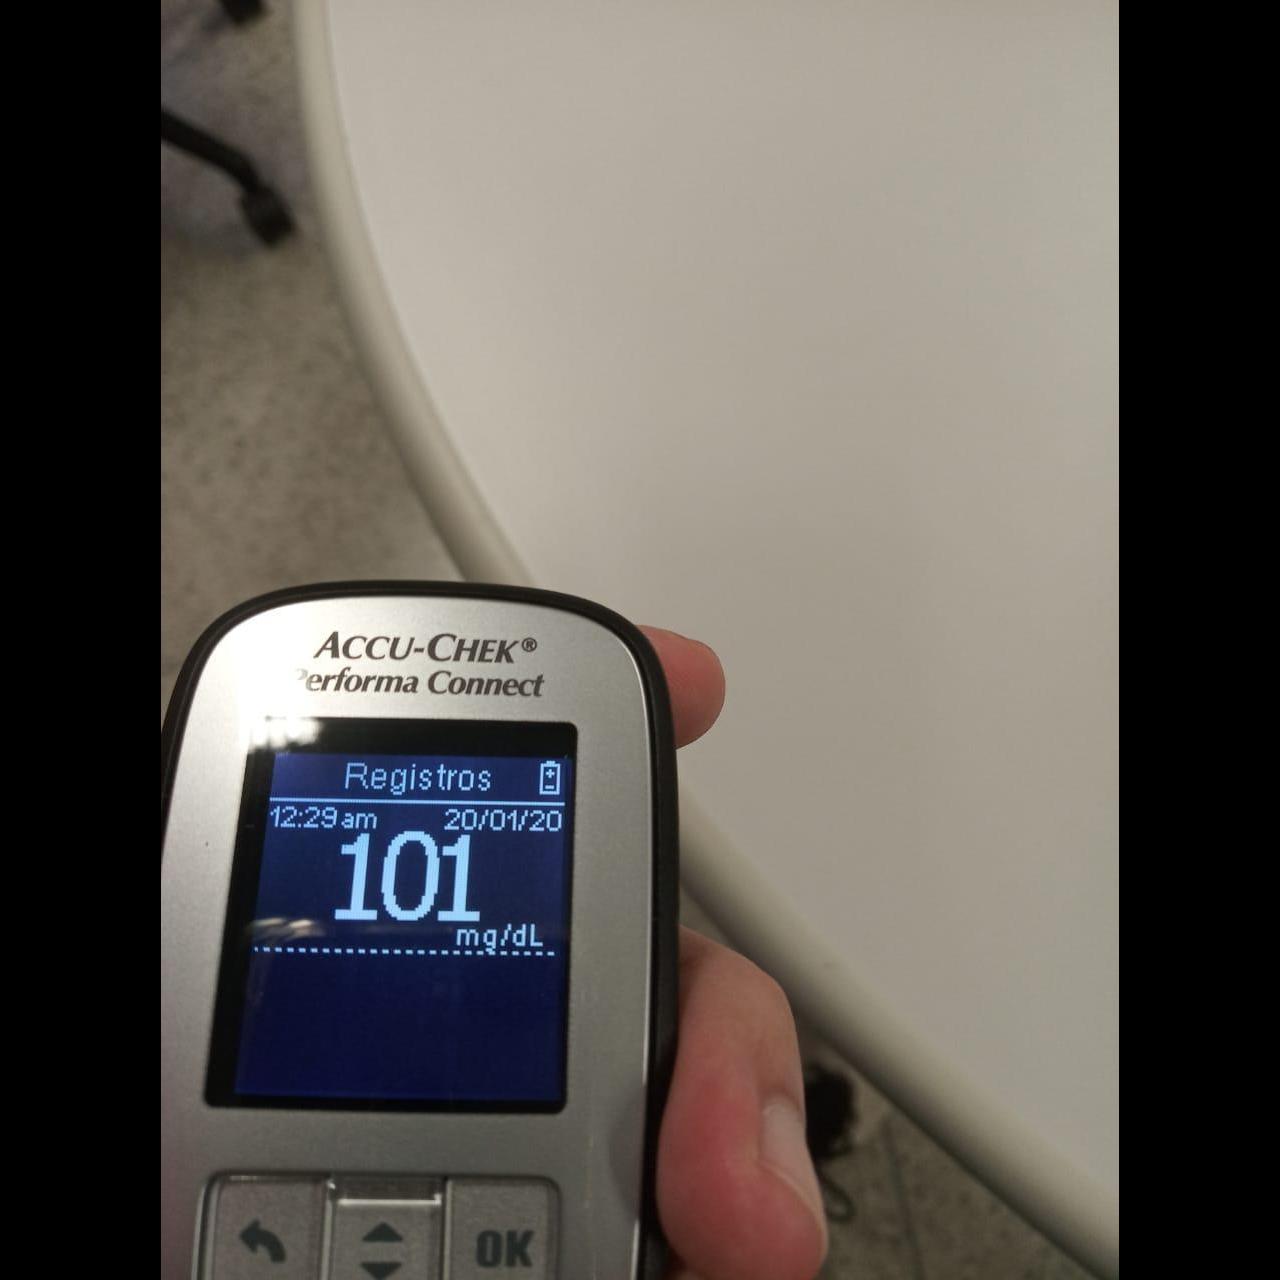 ACCU-CHEK®
Performa Connect
Registros
12:29 am 20/01/20
101
mg/dL
OK